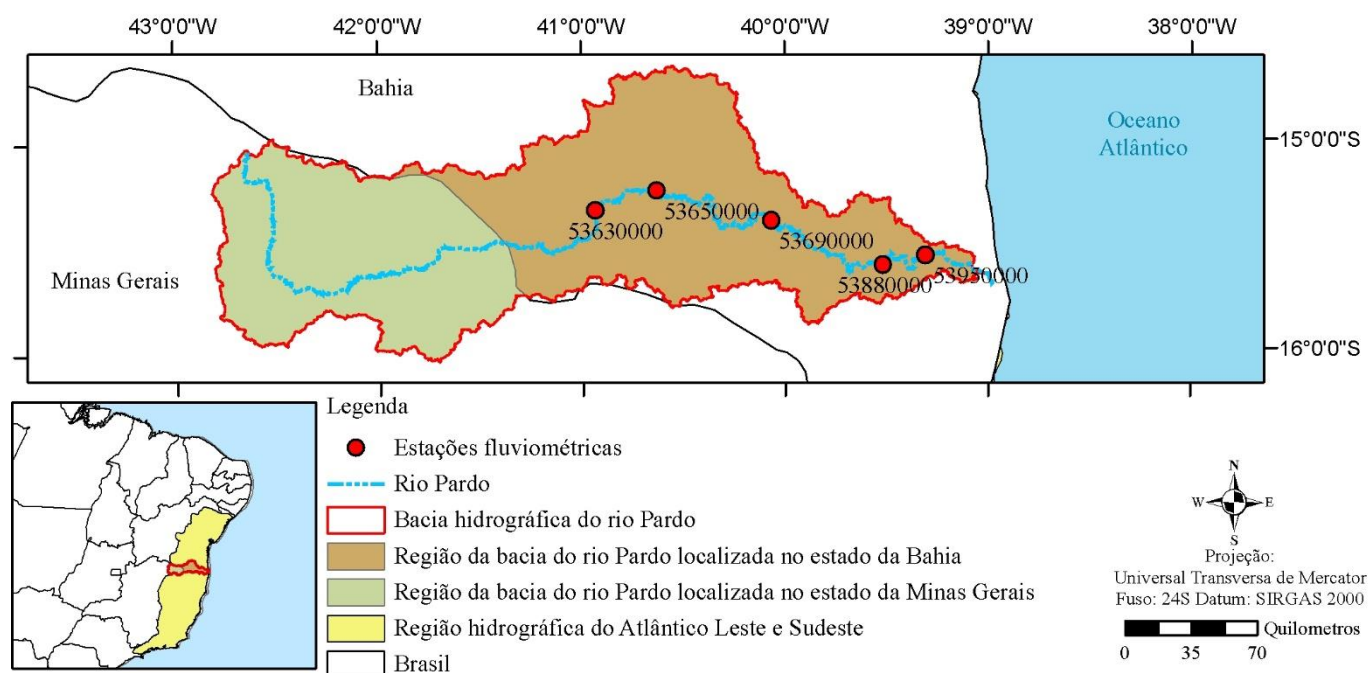 43°0'0"W 42°0'0"W 41°0'0"W 40°0'0"W 39°0'0"W 38°0'0"W
Bahia
Oceano
Atlântico
15°0'0"S
53650000
53630000
53690000
Minas Gerais
53950000
53880000
16°0'0"S
Legenda
Estações fluviométricas
Rio Pardo
Bacia hidrográfica do rio Pardo
Região da bacia do rio Pardo localizada no estado da Bahia
Região da bacia do rio Pardo localizada no estado da Minas Gerais
Região hidrográfica do Atlântico Leste e Sudeste
Brasil
N
W E
S
Projeção:
Universal Transversa de Mercator
Fuso: 24S Datum: SIRGAS 2000
Quilometros
0 35 70